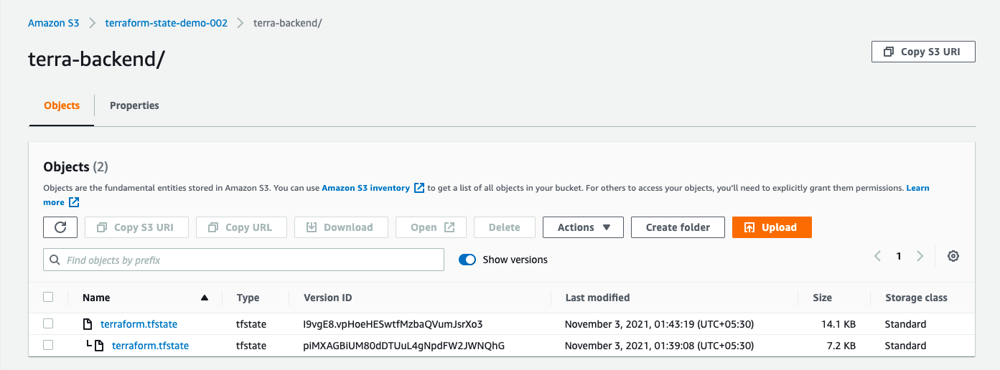 Amazon S3 > terraform-state-demo-002 > terra-backend/
terra-backend/
Copy S3 URI
Objects Properties
Objects (2)
Objects are the fundamental entities stored in Amazon S3. You can use Amazon S3 inventory to get a list of all objects in your bucket. For others to access your objects, you'll need to explicitly grant them permissions. Learn
more
Copy S3 URI Copy URL Download Open Delete Actions Create folder Upload
Find objects by prefix Show versions 1
Name Type Version ID Last modified Size Storage class
terraform.tfstate tfstate I9vgE8.vpHoeHESwtfMzbaQVumJsrXo3 November 3, 2021, 01:43:19 (UTC+05:30) 14.1 KB Standard
terraform.tfstate tfstate piMXAGBiUM80dDTUuL4gNpdFW2JWNQhG November 3, 2021, 01:39:08 (UTC+05:30) 7.2 KB Standard